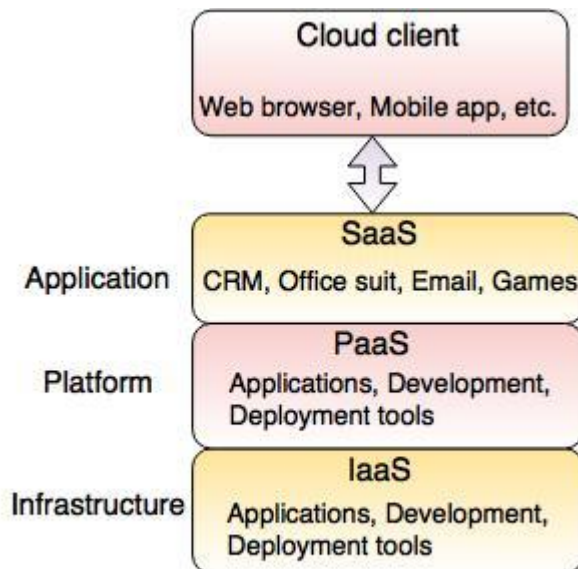 Cloud client
Web browser, Mobile app, etc.
SaaS
Application
CRM, Office suit, Email, Games
PaaS
Platform
Applications, Development,
Deployment tools
IaaS
Infrastructure
Applications, Development,
Deployment tools